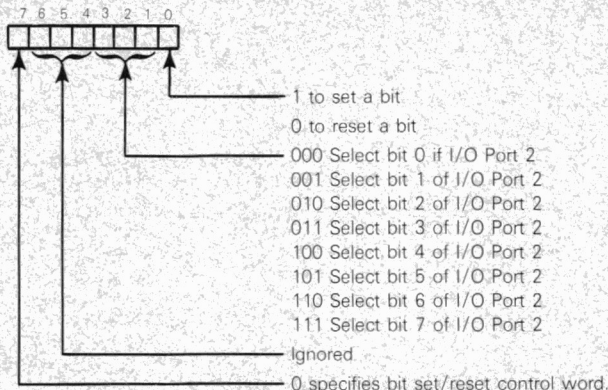 7 6 5 4 3 2 1 0
1 to set a bit
0 to reset a bit
000 Select bit 0 if I/O Port 2
001 Select bit 1 of I/O Port 2
010 Select bit 2 of I/O Port 2
011 Select bit 3 of I/O Port 2
100 Select bit 4 of I/O Port 2
101 Select bit 5 of I/O Port 2
110 Select bit 6 of I/O Port 2
111 Select bit 7 of I/O Port 2
Ignored
0 specifies bit set/reset control word